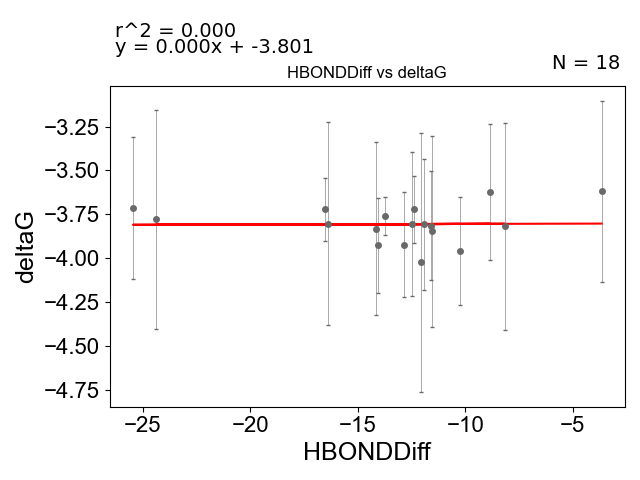 r^2 = 0.000
y = 0.000x + -3.801
N = 18
HBONDDiff vs deltaG
−3.25
−3.50
−3.75
−4.00
−4.25
−4.50
−4.75
deltaG
−25
−20
−15
−10
−5
HBONDDiff